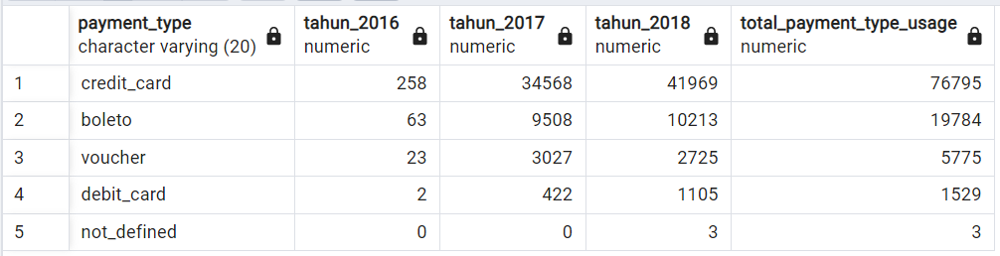 payment_type tahun_2016 tahun_2017 tahun_2018 total_payment_type_usage
character varying (20) numeric numeric numeric numeric
1 credit_card 258 34568 41969 76795
2 boleto 63 9508 10213 19784
3 voucher 23 3027 2725 5775
4 debit_card 2 422 1105 1529
5 not_defined 0 0 3 3